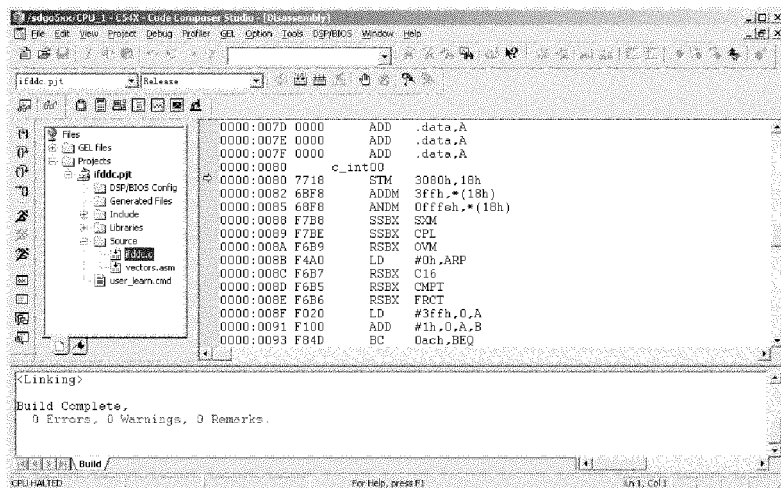 /sdgo5xx/CPU_1 - C54X - Code Composer Studio - [Disassembly]
File Edit View Project Debug Profiler GEL Option Tools DSP/BIOS Window Help
ifddc.pjt Release
Files
GEL files
Projects
ifddc.pjt
DSP/BIOS Config
Generated Files
Include
Libraries
Source
ifddc.c
vectors.asm
user_learn.cmd
0000:007D 0000 ADD .data,A
0000:007E 0000 ADD .data,A
0000:007F 0000 ADD .data,A
0000:0080 c_int00
0000:0080 7718 STM 3080h,18h
0000:0082 68F8 ADDM 3ffh,*(18h)
0000:0085 68F8 ANDM 0fffeh,*(18h)
0000:0088 F7B8 SSBX SXM
0000:0089 F7BE SSBX CPL
0000:008A F6B9 RSBX OVM
0000:008B F4A0 LD #0h,ARP
0000:008C F6B7 RSBX C16
0000:008D F6B5 RSBX CMPT
0000:008E F6B6 RSBX FRCT
0000:008F F020 LD #3ffh,0,A
0000:0091 F100 ADD #1h,0,A,B
0000:0093 F84D BC 0ach,BEQ
<Linking>
Build Complete,
0 Errors, 0 Warnings, 0 Remarks.
Build
CPU HALTED For Help, press F1 Ln 1, Col 1